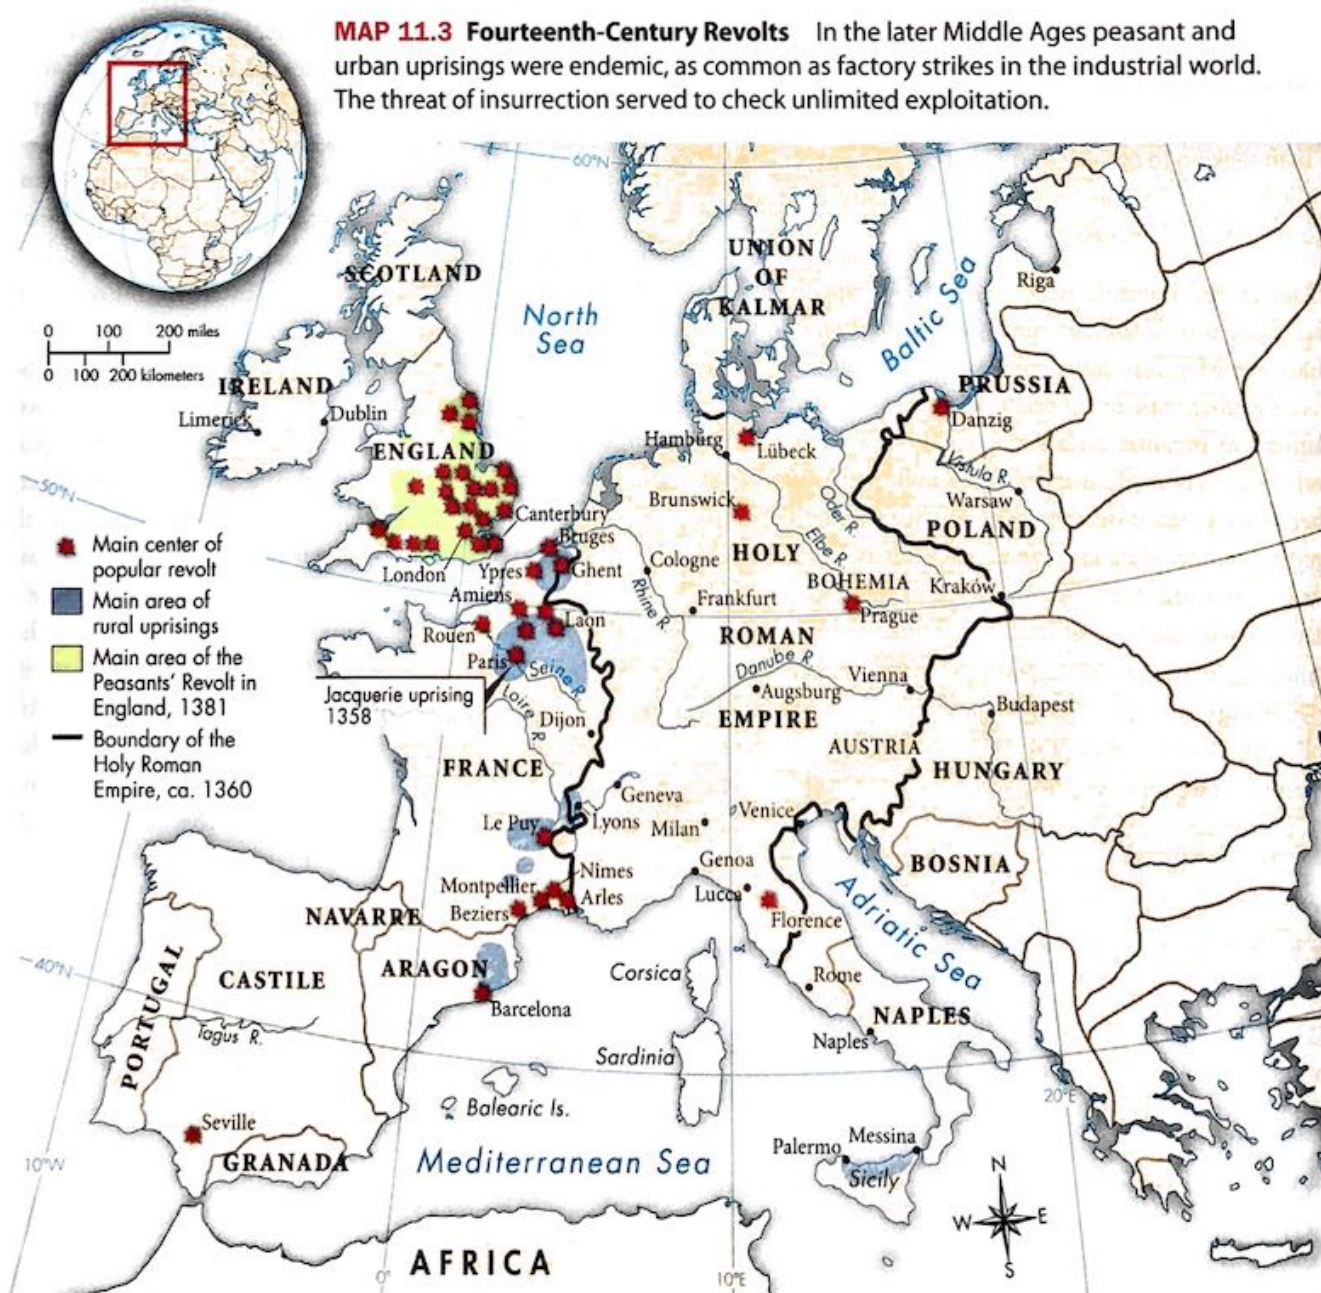 MAP 11.3 Fourteenth-Century Revolts In the later Middle Ages peasant and
urban uprisings were endemic, as common as factory strikes in the industrial world.
The threat of insurrection served to check unlimited exploitation.
60°N
UNION
OF
KALMAR
SCOTLAND
Riga
North
Sea
Baltic Sea
0 100 200 miles
0 100 200 kilometers
IRELAND
PRUSSIA
Limerick
Dublin
Danzig
ENGLAND
Hamburg
Lübeck
Vistula R.
50°N
Brunswick
Oder R.
Warsaw
Canterbury
POLAND
Main center of
popular revolt
Bruges
Elbe R.
HOLY
Cologne
London
Ypres
Ghent
BOHEMIA
Kraków
Main area of
rural uprisings
Amiens
Rhine R.
Frankfurt
Prague
Laon
Rouen
ROMAN
Main area of the
Peasants' Revolt in
England, 1381
Paris
Seine R.
Danube R.
Vienna
Jacquerie uprising
1358
Loire R.
Augsburg
Budapest
Dijon
EMPIRE
Boundary of the
Holy Roman
Empire, ca. 1360
AUSTRIA
FRANCE
HUNGARY
Geneva
Le Puy
Lyons
Milan
Venice
Genoa
BOSNIA
Nîmes
Montpellier
Arles
Lucca
Beziers
NAVARRE
Florence
Adriatic Sea
40°N
PORTUGAL
CASTILE
ARAGON
Corsica
Rome
Barcelona
NAPLES
Tagus R.
Naples
Sardinia
20°E
Balearic Is.
Seville
Palermo
Messina
10°W
GRANADA
Mediterranean Sea
Sicily
N
W E
S
AFRICA
0°
10°E